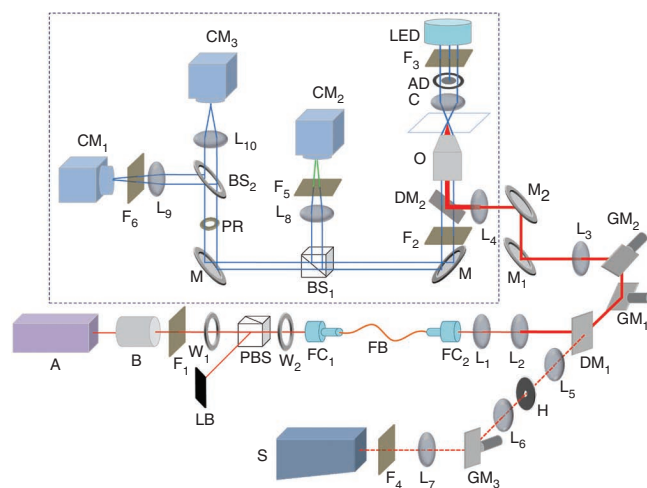 LED
CM₃
F₃
AD
CM₂
C
CM₁
L₁₀
O
BS₂
F₅
DM₂
M₂
GM₂
F₆
L₉
L₈
L₄
L₃
PR
F₂
M
BS₁
M
M₁
GM₁
A
B
F₁
W₁
PBS
W₂
FC₁
FB
FC₂
L₁
L₂
DM₁
LB
L₅
H
L₆
S
F₄
L₇
GM₃